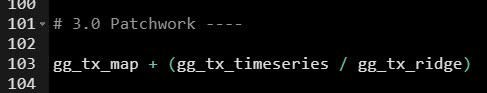 100
101 # 3.0 Patchwork ----
102
103 gg_tx_map + (gg_tx_timeseries / gg_tx_ridge)
104